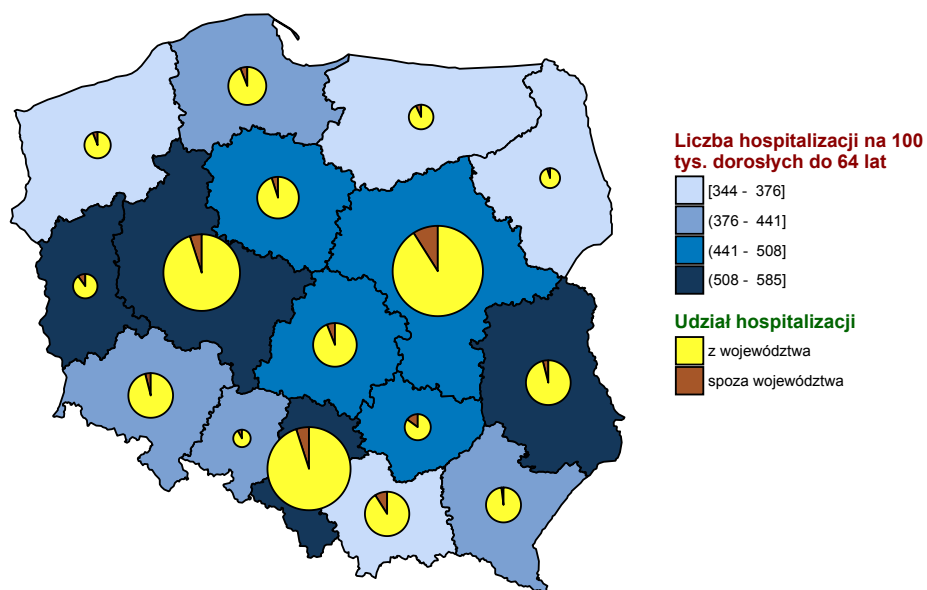 Liczba hospitalizacji na 100
tys. dorosłych do 64 lat
[344 - 376]
(376 - 441]
(441 - 508]
(508 - 585]
Udział hospitalizacji
z województwa
spoza województwa